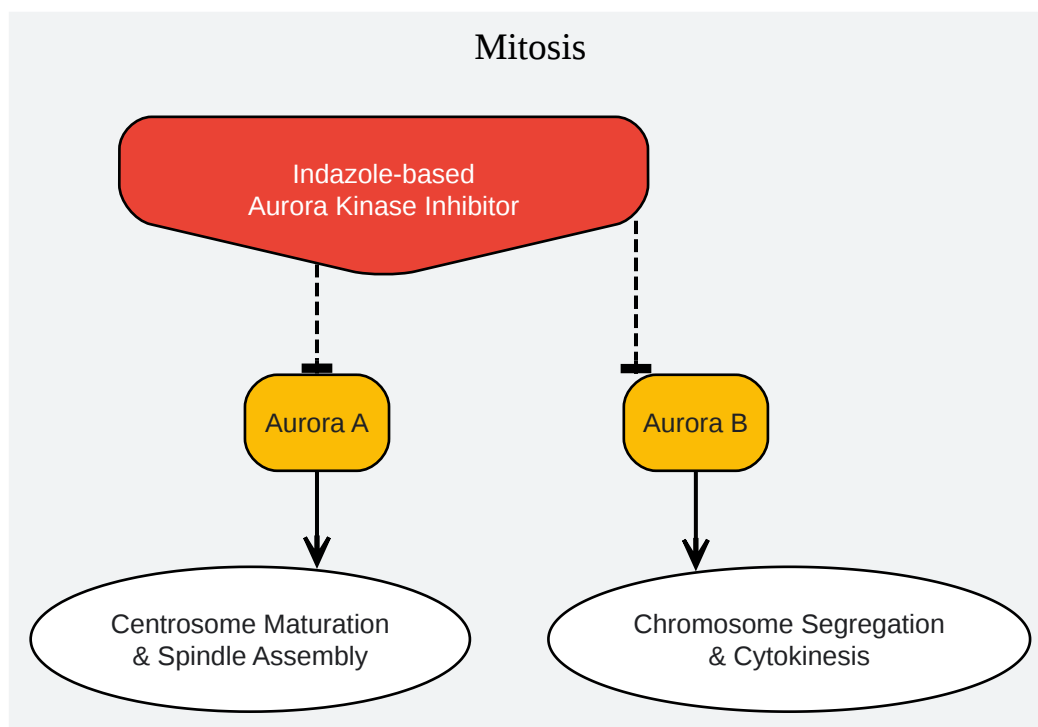 Mitosis
Indazole-based
Aurora Kinase Inhibitor
Aurora A
Aurora B
Centrosome Maturation
& Spindle Assembly
Chromosome Segregation
& Cytokinesis